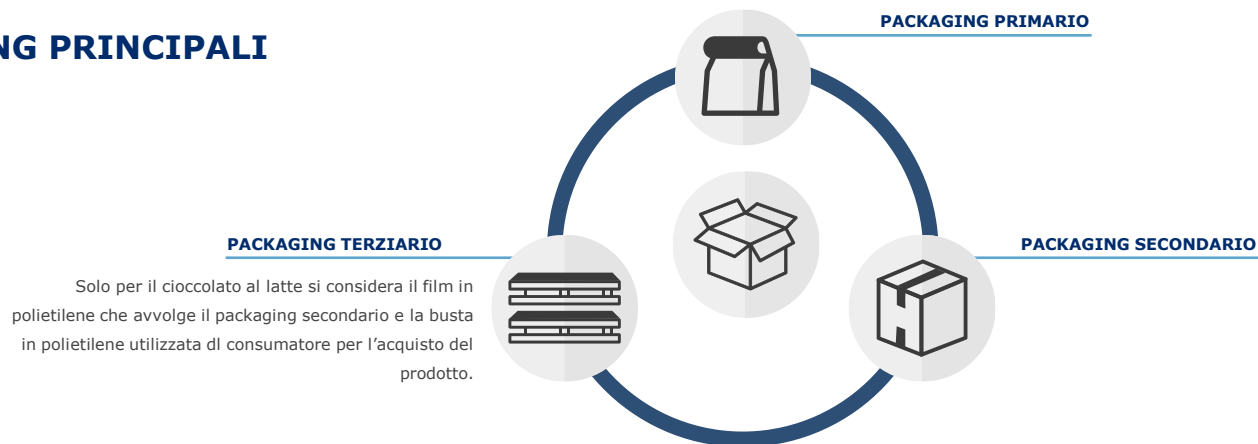 PACKAGING PRIMARIO
NG PRINCIPALI
PACKAGING TERZIARIO
PACKAGING SECONDARIO
Solo per il cioccolato al latte si considera il film in
polietilene che avvolge il packaging secondario e la busta
in polietilene utilizzata dl consumatore per l’acquisto del
prodotto.